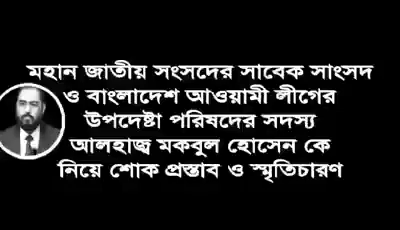 মহান জাতীয় সংসদের সাবেক সাংসদ
ও বাংলাদেশ আওয়ামী লীগের
উপদেষ্টা পরিষদের সদস্য
আলহাজ্ব মকবুল হোসেন কে
নিয়ে শোক প্রস্তাব ও স্মৃতিচারণ